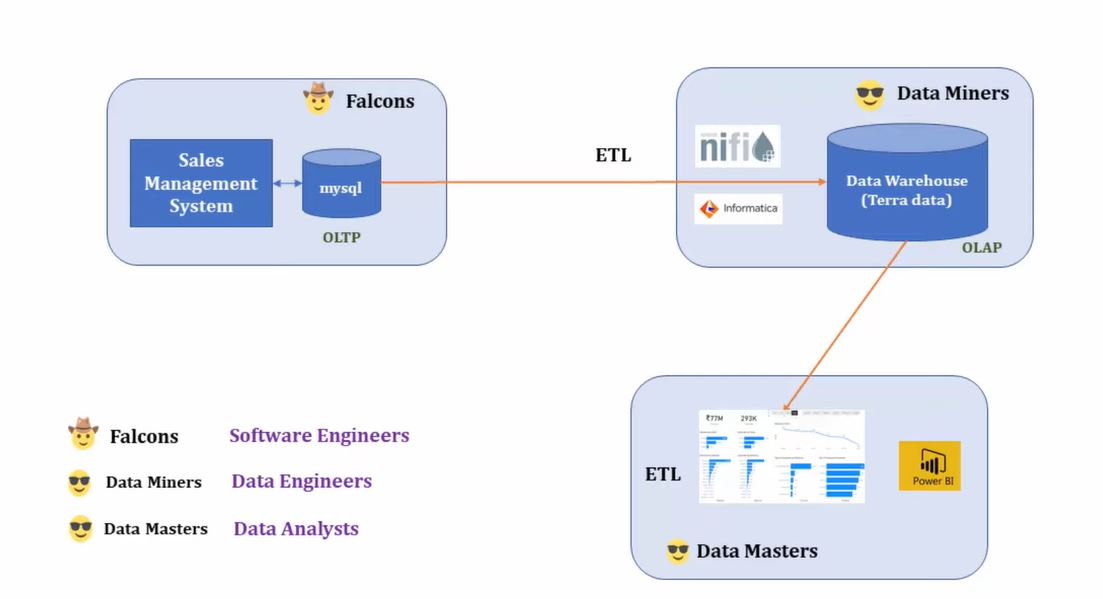 Falcons
Sales
Management
System
mysql
OLTP
ETL
Data Miners
nifi
Informatica
Data Warehouse
(Terra data)
OLAP
₹77M
293K
ETL
Power BI
Data Masters
Falcons Software Engineers
Data Miners Data Engineers
Data Masters Data Analysts